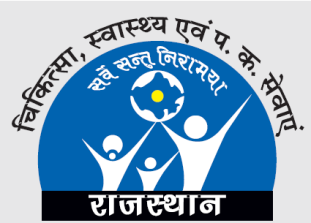 चिकित्सा, स्वास्थ्य एवं प. क. सेवाएं
सर्वे सन्तु निरामया
राजस्थान